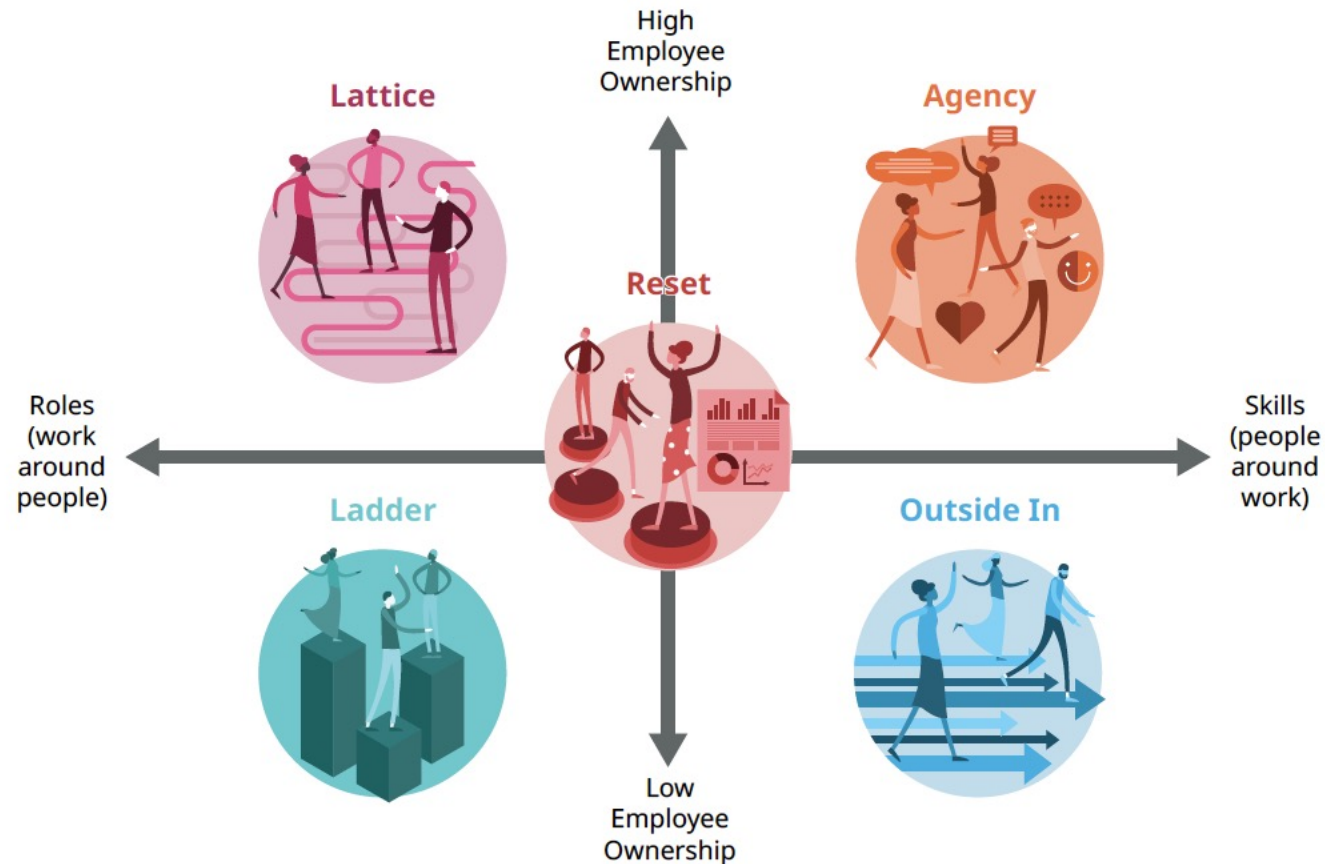 High
Employee
Ownership
Lattice
Agency
Reset
Roles
(work
around
people)
Skills
(people
around
work)
Ladder
Outside In
Low
Employee
Ownership